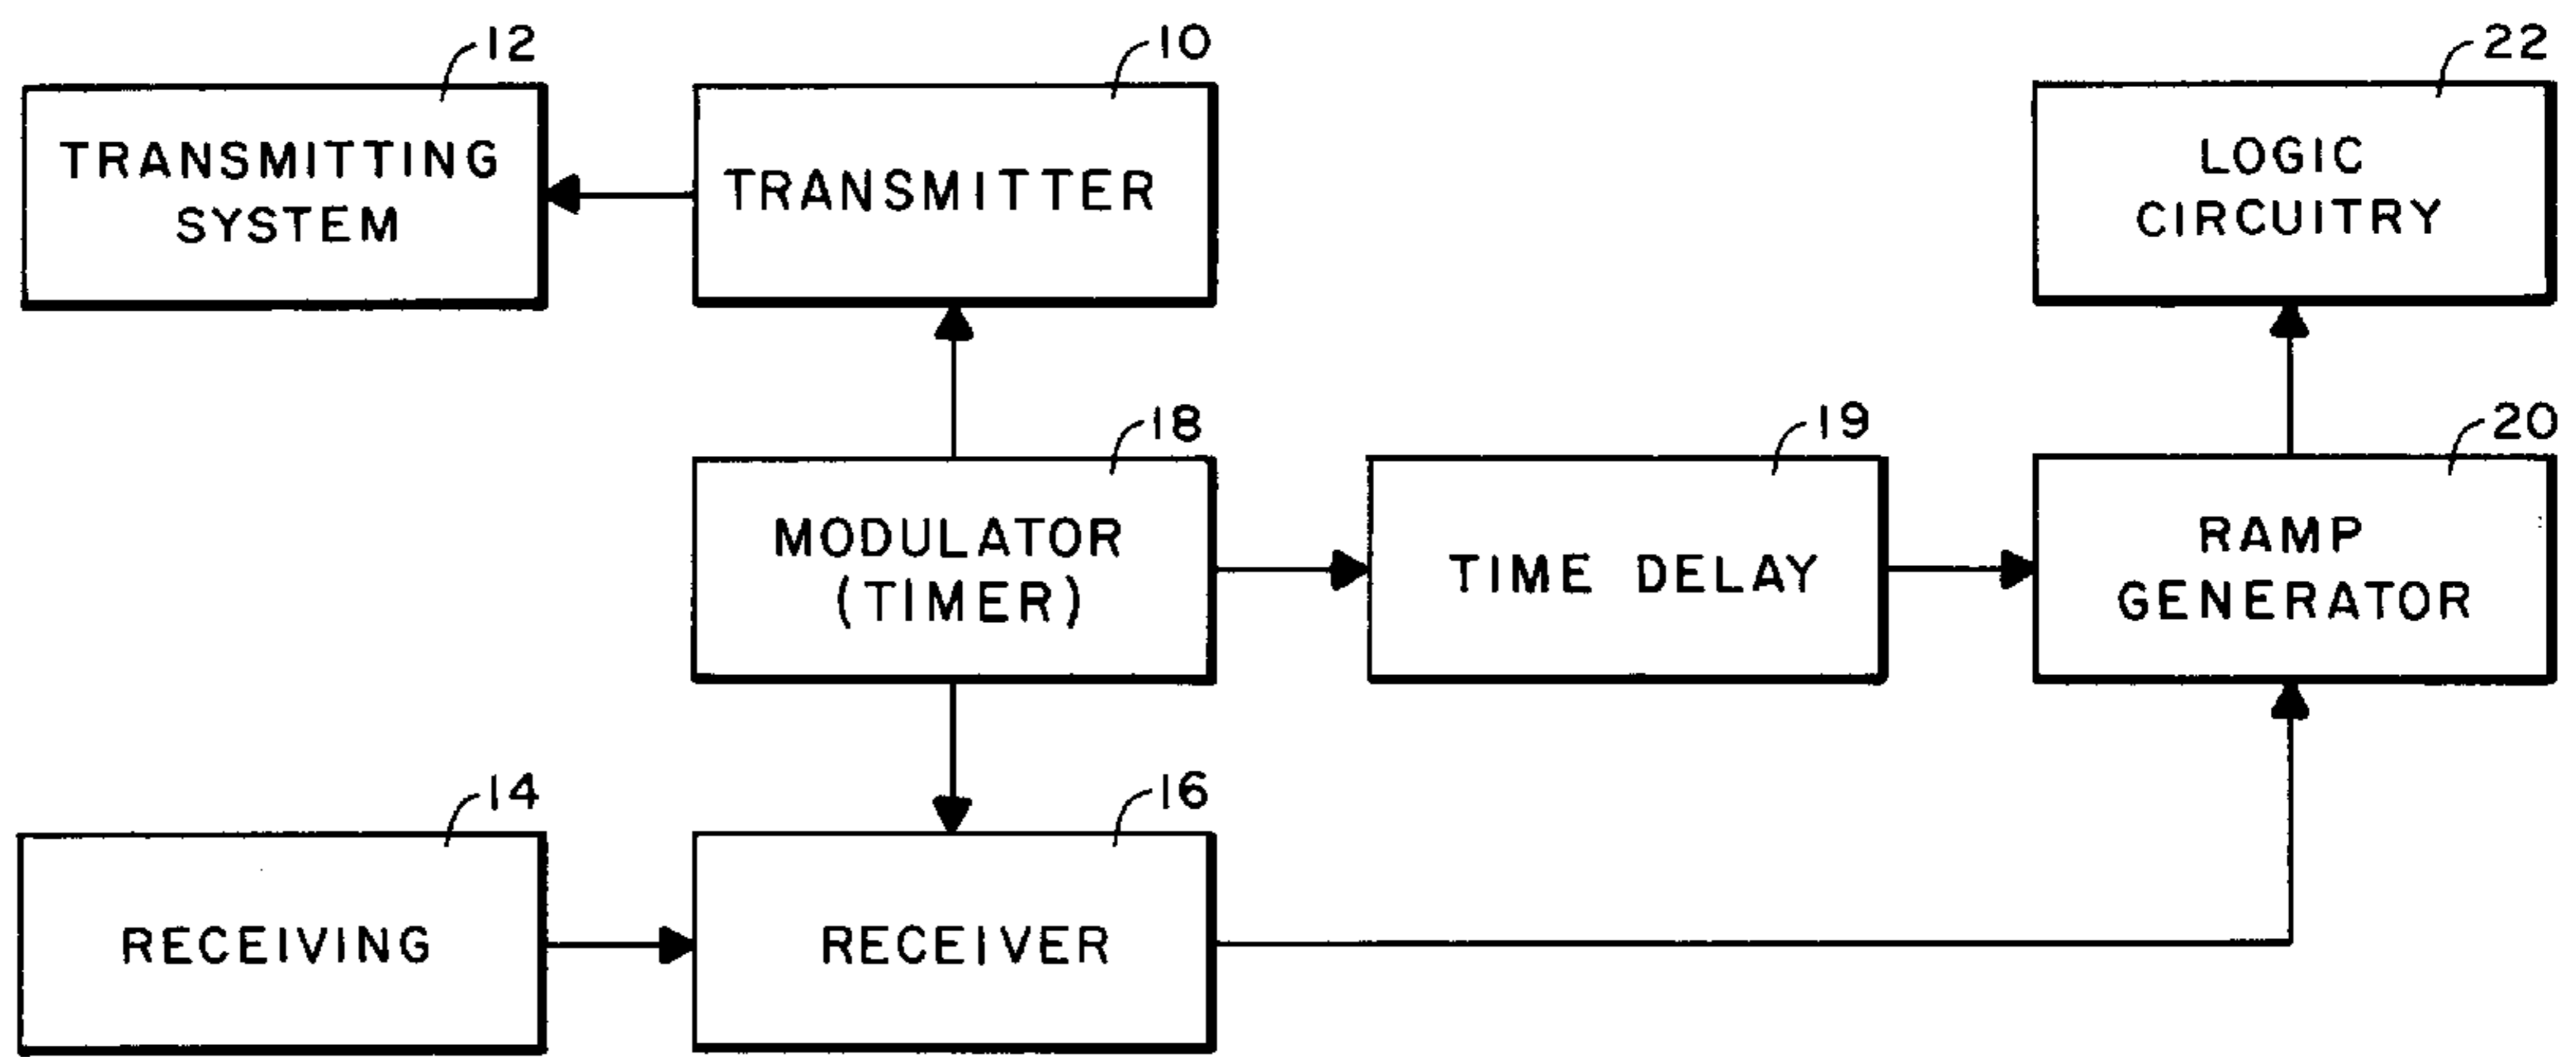 12
TRANSMITTING
SYSTEM
10
TRANSMITTER
22
LOGIC
CIRCUITRY
18
MODULATOR
(TIMER)
19
TIME DELAY
20
RAMP
GENERATOR
14
RECEIVING
16
RECEIVER